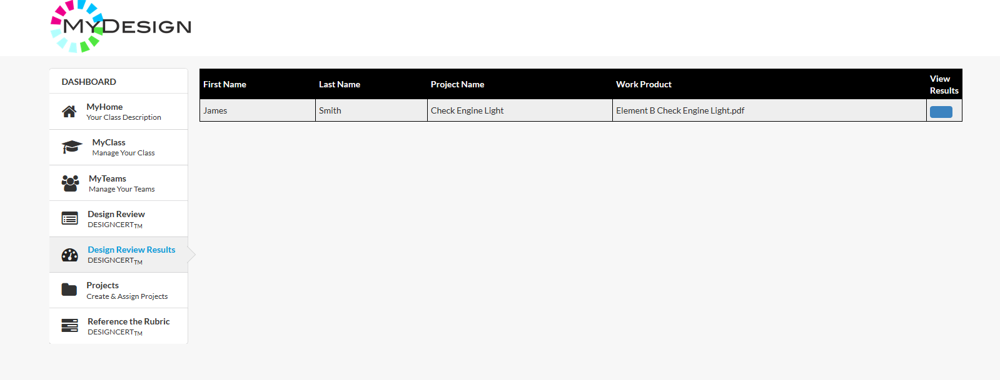 MYDESIGN
DASHBOARD
MyHome
Your Class Description
MyClass
Manage Your Class
MyTeams
Manage Your Teams
Design Review
DESIGNCERTTM
Design Review Results
DESIGNCERTTM
Projects
Create & Assign Projects
Reference the Rubric
DESIGNCERTTM
First Name Last Name Project Name Work Product View Results
James Smith Check Engine Light Element B Check Engine Light.pdf